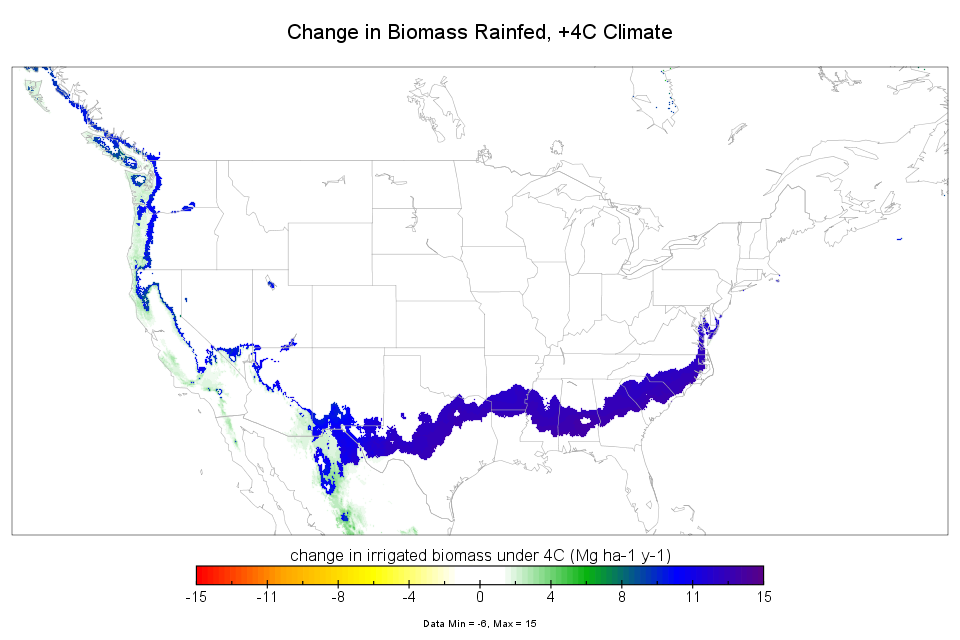 Change in Biomass Rainfed, +4C Climate
change in irrigated biomass under 4C (Mg ha-1 y-1)
-15 -11 -8 -4 0 4 8 11 15
Data Min = -6, Max = 15